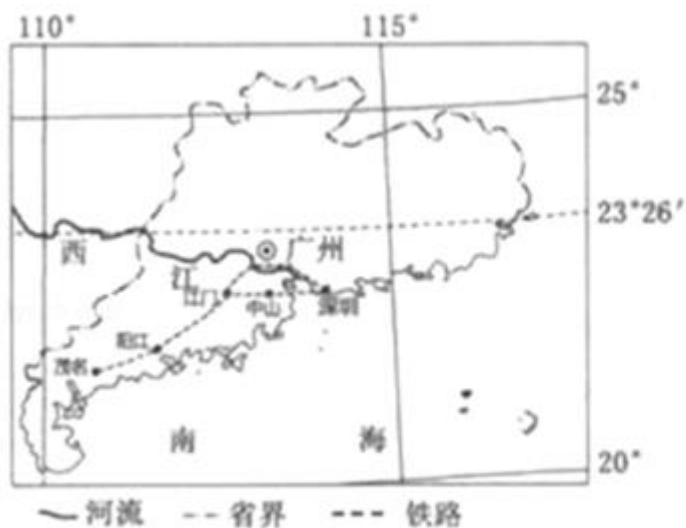 110° 115°
25°
23°26′
西
广州
江
江门
中山
深圳
阳江
茂名
南 海
20°
河流 省界 铁路